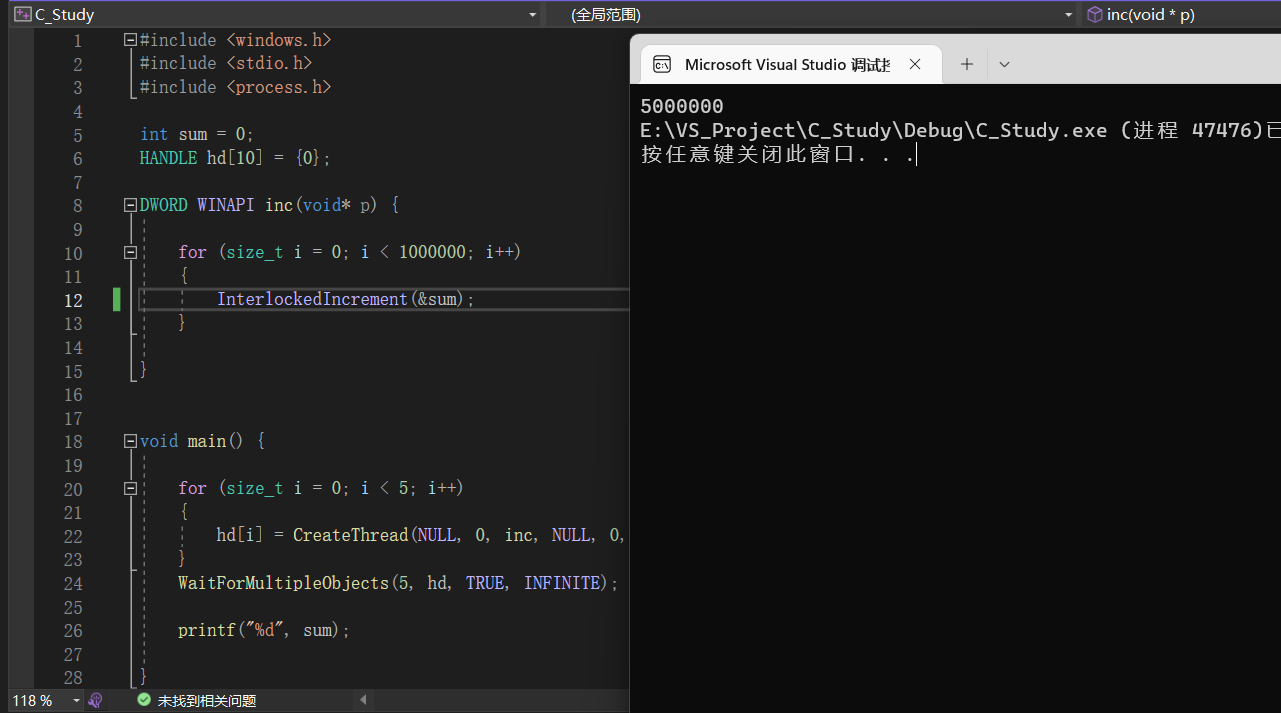 C_Study
(全局范围)
inc(void * p)
1 #include <windows.h>
2 #include <stdio.h>
3 #include <process.h>
4
5 int sum = 0;
6 HANDLE hd[10] = {0};
7
8 DWORD WINAPI inc(void* p) {
9
10 for (size_t i = 0; i < 1000000; i++)
11 {
12 InterlockedIncrement(&sum);
13 }
14
15 }
16
17
18 void main() {
19
20 for (size_t i = 0; i < 5; i++)
21 {
22 hd[i] = CreateThread(NULL, 0, inc, NULL, 0,
23 }
24 WaitForMultipleObjects(5, hd, TRUE, INFINITE);
25
26 printf("%d", sum);
27
28 }
118 %
未找到相关问题
Microsoft Visual Studio 调试
5000000
E:\VS_Project\C_Study\Debug\C_Study.exe (进程 47476)已
按任意键关闭此窗口. . .